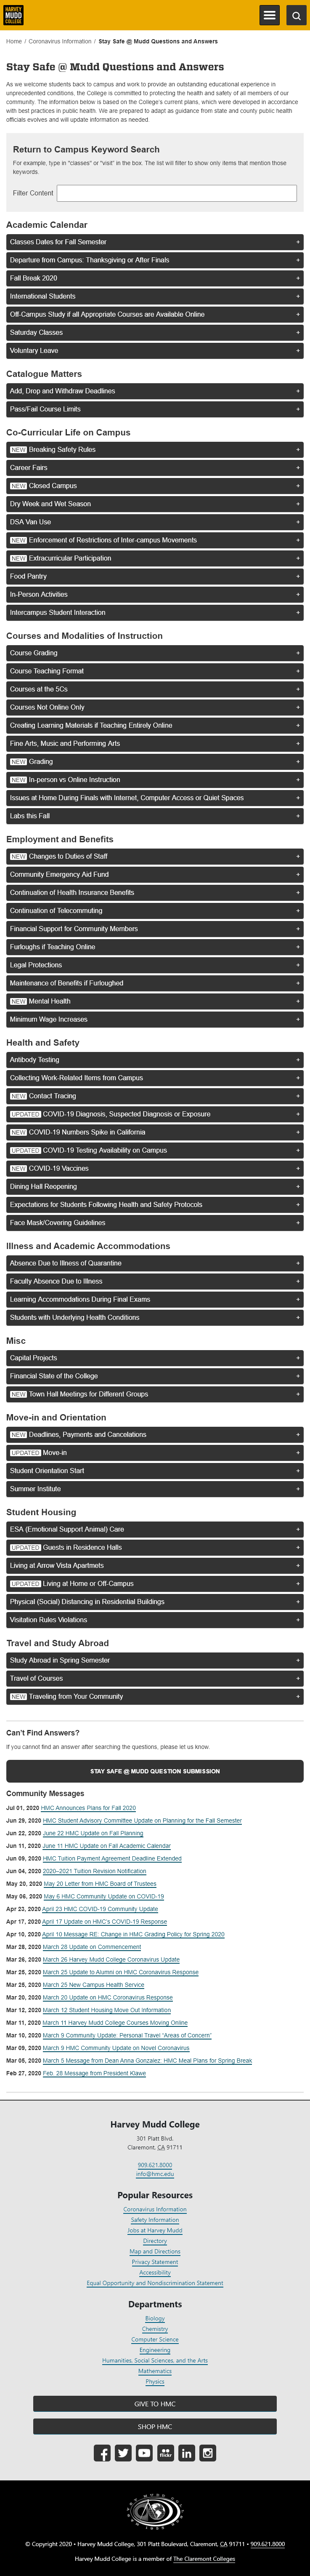 HARVEY
MUDD
COLLEGE
Home / Coronavirus Information / Stay Safe @ Mudd Questions and Answers
Stay Safe @ Mudd Questions and Answers
As we welcome students back to campus and work to provide an outstanding educational experience in
unprecedented conditions, the College is committed to protecting the health and safety of all members of our
community. The information below is based on the College's current plans, which were developed in accordance
with best practices in public health. We are prepared to adapt as guidance from state and county public health
officials evolves and will update information as needed.
Return to Campus Keyword Search
For example, type in "classes" or "visit” in the box. The list will filter to show only items that mention those
keywords.
Filter Content
Academic Calendar
Classes Dates for Fall Semester +
Departure from Campus: Thanksgiving or After Finals +
Fall Break 2020 +
International Students +
Off-Campus Study if all Appropriate Courses are Available Online +
Saturday Classes +
Voluntary Leave +
Catalogue Matters
Add, Drop and Withdraw Deadlines +
Pass/Fail Course Limits +
Co-Curricular Life on Campus
NEW Breaking Safety Rules +
Career Fairs +
NEW Closed Campus +
Dry Week and Wet Season +
DSA Van Use +
NEW Enforcement of Restrictions of Inter-campus Movements +
NEW Extracurricular Participation +
Food Pantry +
In-Person Activities +
Intercampus Student Interaction +
Courses and Modalities of Instruction
Course Grading +
Course Teaching Format +
Courses at the 5Cs +
Courses Not Online Only +
Creating Learning Materials if Teaching Entirely Online +
Fine Arts, Music and Performing Arts +
NEW Grading +
NEW In-person vs Online Instruction +
Issues at Home During Finals with Internet, Computer Access or Quiet Spaces +
Labs this Fall +
Employment and Benefits
NEW Changes to Duties of Staff +
Community Emergency Aid Fund +
Continuation of Health Insurance Benefits +
Continuation of Telecommuting +
Financial Support for Community Members +
Furloughs if Teaching Online +
Legal Protections +
Maintenance of Benefits if Furloughed +
NEW Mental Health +
Minimum Wage Increases +
Health and Safety
Antibody Testing +
Collecting Work-Related Items from Campus +
NEW Contact Tracing +
UPDATED COVID-19 Diagnosis, Suspected Diagnosis or Exposure +
NEW COVID-19 Numbers Spike in California +
UPDATED COVID-19 Testing Availability on Campus +
NEW COVID-19 Vaccines +
Dining Hall Reopening +
Expectations for Students Following Health and Safety Protocols +
Face Mask/Covering Guidelines +
Illness and Academic Accommodations
Absence Due to Illness of Quarantine +
Faculty Absence Due to Illness +
Learning Accommodations During Final Exams +
Students with Underlying Health Conditions +
Misc
Capital Projects +
Financial State of the College +
NEW Town Hall Meetings for Different Groups +
Move-in and Orientation
NEW Deadlines, Payments and Cancelations +
UPDATED Move-in +
Student Orientation Start +
Summer Institute +
Student Housing
ESA (Emotional Support Animal) Care +
UPDATED Guests in Residence Halls +
Living at Arrow Vista Apartmets +
UPDATED Living at Home or Off-Campus +
Physical (Social) Distancing in Residential Buildings +
Visitation Rules Violations +
Travel and Study Abroad
Study Abroad in Spring Semester +
Travel of Courses +
NEW Traveling from Your Community +
Can't Find Answers?
If you cannot find an answer after searching the questions, please let us know.
STAY SAFE @ MUDD QUESTION SUBMISSION
Community Messages
Jul 01, 2020 HMC Announces Plans for Fall 2020
Jun 29, 2020 HMC Student Advisory Committee Update on Planning for the Fall Semester
Jun 22, 2020 June 22 HMC Update on Fall Planning
Jun 11, 2020 June 11 HMC Update on Fall Academic Calendar
Jun 09, 2020 HMC Tuition Payment Agreement Deadline Extended
Jun 04, 2020 2020–2021 Tuition Revision Notification
May 20, 2020 May 20 Letter from HMC Board of Trustees
May 06, 2020 May 6 HMC Community Update on COVID-19
Apr 23, 2020 April 23 HMC COVID-19 Community Update
Apr 17, 2020 April 17 Update on HMC's COVID-19 Response
Apr 10, 2020 April 10 Message RE: Change in HMC Grading Policy for Spring 2020
Mar 28, 2020 March 28 Update on Commencement
Mar 26, 2020 March 26 Harvey Mudd College Coronavirus Update
Mar 25, 2020 March 25 Update to Alumni on HMC Coronavirus Response
Mar 25, 2020 March 25 New Campus Health Service
Mar 20, 2020 March 20 Update on HMC Coronavirus Response
Mar 12, 2020 March 12 Student Housing Move Out Information
Mar 11, 2020 March 11 Harvey Mudd College Courses Moving Online
Mar 10, 2020 March 9 Community Update: Personal Travel “Areas of Concern”
Mar 09, 2020 March 9 HMC Community Update on Novel Coronavirus
Mar 05, 2020 March 5 Message from Dean Anna Gonzalez: HMC Meal Plans for Spring Break
Feb 27, 2020 Feb. 28 Message from President Klawe
Harvey Mudd College
301 Platt Blvd.
Claremont, CA 91711
909.621.8000
info@hmc.edu
Popular Resources
Coronavirus Information
Safety Information
Jobs at Harvey Mudd
Directory
Map and Directions
Privacy Statement
Accessibility
Equal Opportunity and Nondiscrimination Statement
Departments
Biology
Chemistry
Computer Science
Engineering
Humanities, Social Sciences, and the Arts
Mathematics
Physics
GIVE TO HMC
SHOP HMC
flickr
© Copyright 2020 • Harvey Mudd College, 301 Platt Boulevard, Claremont, CA 91711 • 909.621.8000
Harvey Mudd College is a member of The Claremont Colleges